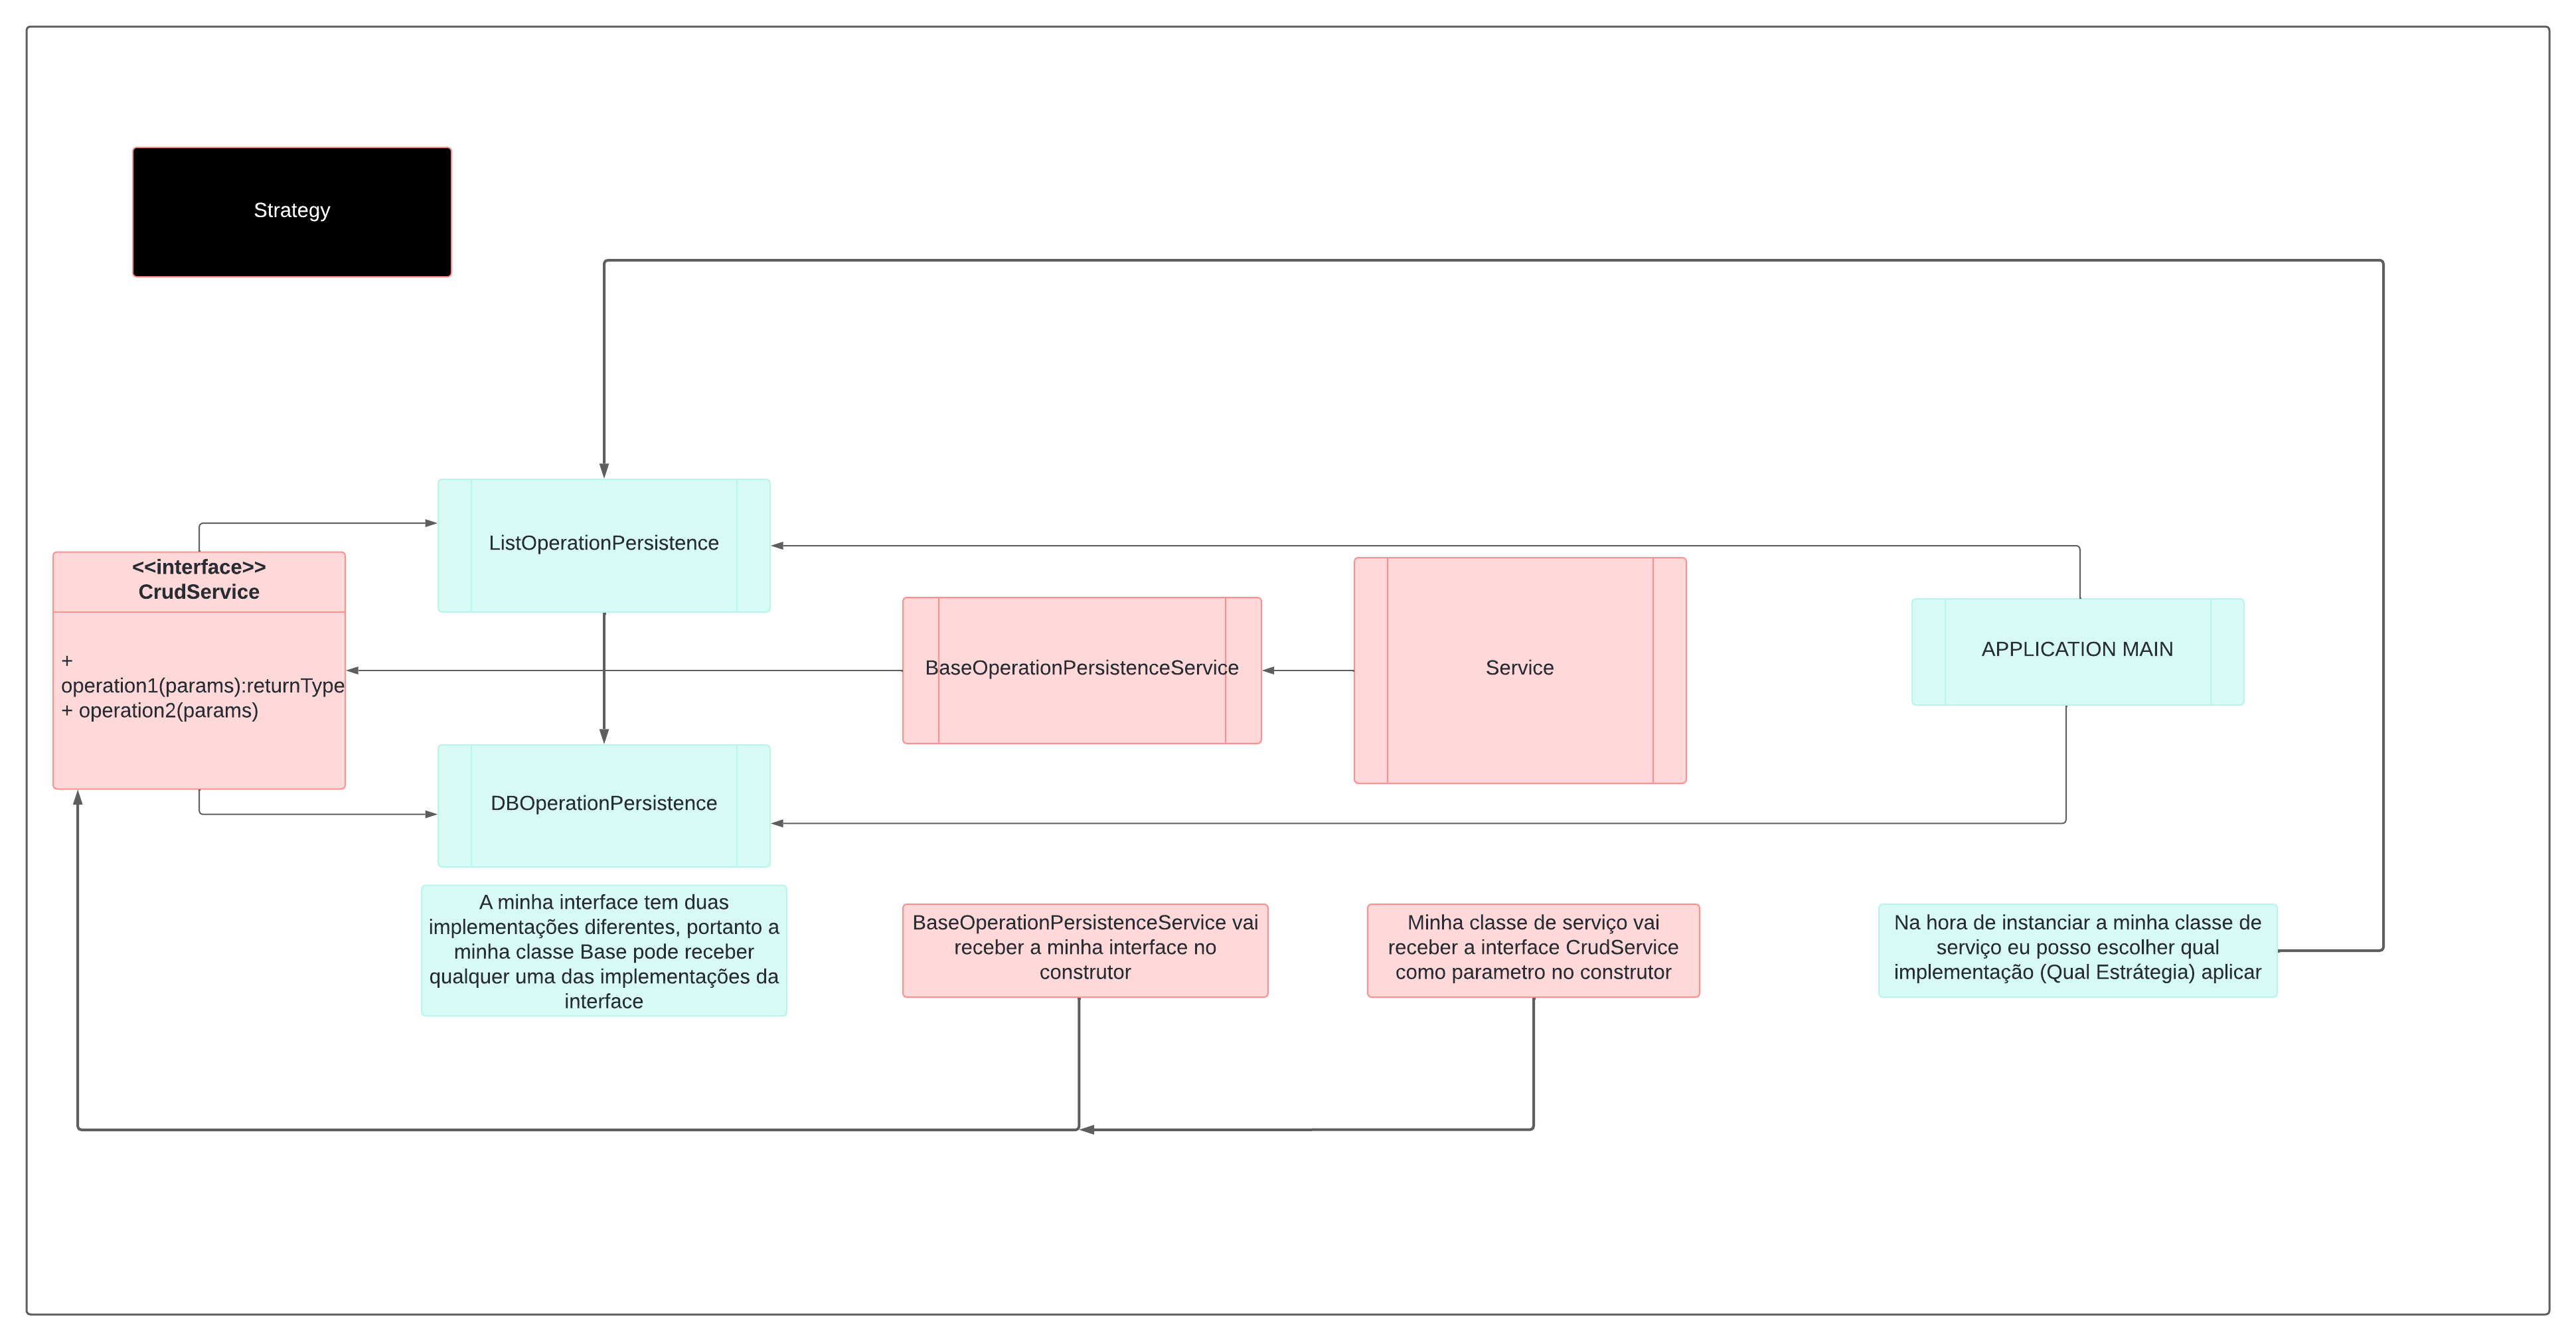 Strategy
ListOperationPersistence
<<interface>>
CrudService
+
operation1(params):returnType
+ operation2(params)
BaseOperationPersistenceService
Service
APPLICATION MAIN
DBOperationPersistence
A minha interface tem duas
implementações diferentes, portanto a
minha classe Base pode receber
qualquer uma das implementações da
interface
BaseOperationPersistenceService vai
receber a minha interface no
construtor
Minha classe de serviço vai
receber a interface CrudService
como parametro no construtor
Na hora de instanciar a minha classe de
serviço eu posso escolher qual
implementação (Qual Estrátegia) aplicar